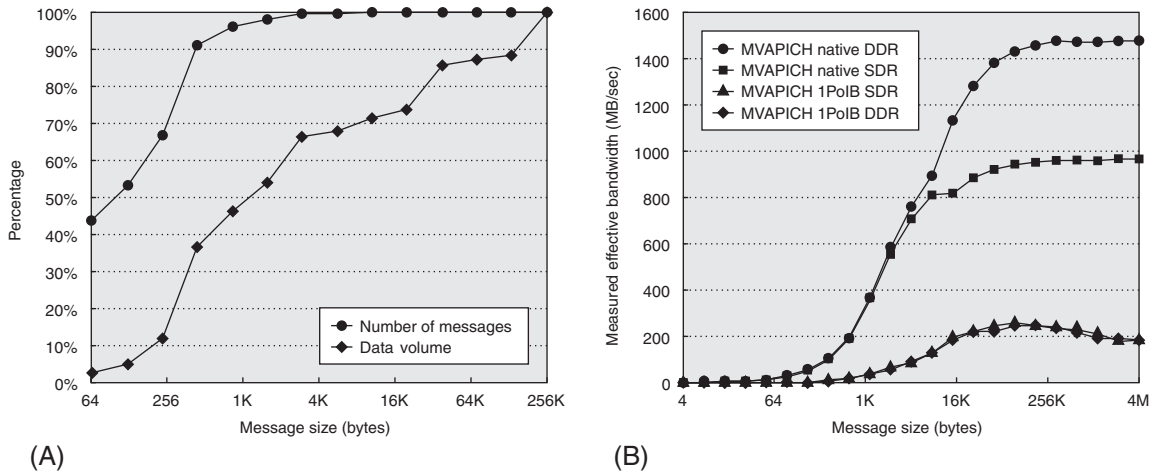 100%
90%
80%
70%
60%
50%
40%
30%
20%
10%
0%
Percentage
64
256
1K
4K
16K
64K
256K
Message size (bytes)
Number of messages
Data volume
(A)
1600
1400
1200
1000
800
600
400
200
0
Measured effective bandwidth (MB/sec)
MVAPICH native DDR
MVAPICH native SDR
MVAPICH 1PoIB SDR
MVAPICH 1PoIB DDR
4
64
1K
16K
256K
4M
Message size (bytes)
(B)